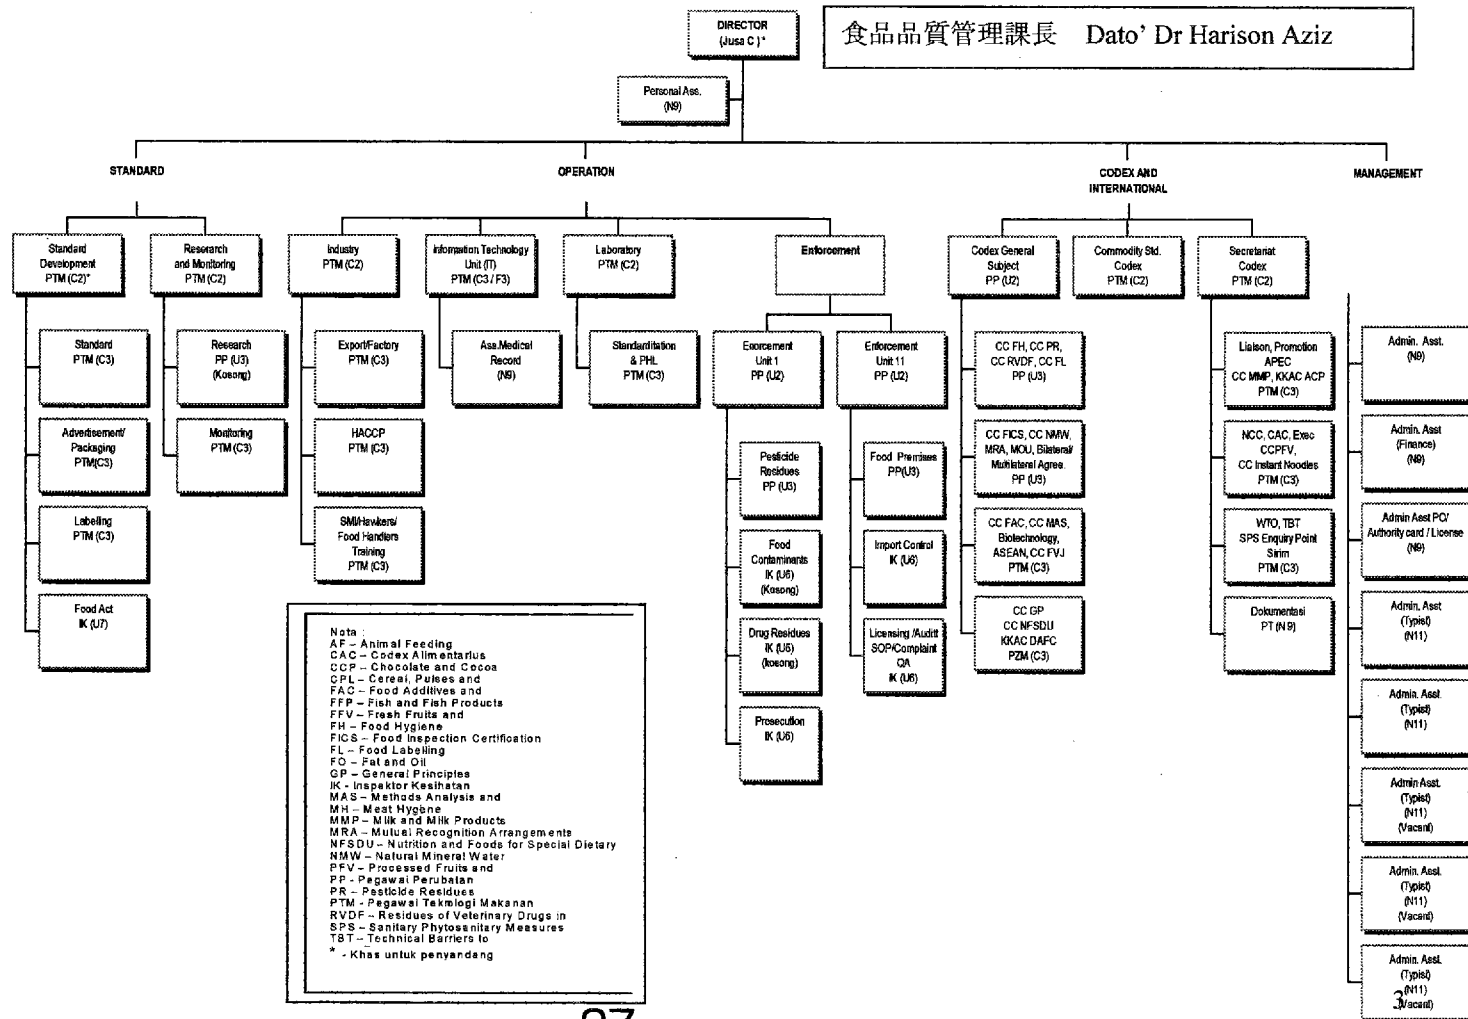 DIRECTOR
(Jusa C )*
食品品質管理課長 Dato' Dr Harison Aziz
Personal Ass.
(N9)
STANDARD
OPERATION
CODEX AND
INTERNATIONAL
MANAGEMENT
Standard
Development
PTM (C2)*
Reserarch
and Monitoring
PTM (C2)
Industry
PTM (C2)
Information Technology
Unit (IT)
PTM (C3 / F3)
Laboratory
PTM (C2)
Enforcement
Codex General
Subject
PP (U2)
Commodity Std.
Codex
PTM (C2)
Secretariat
Codex
PTM (C2)
Standard
PTM (C3)
Advertisement/
Packaging
PTM(C3)
Labelling
PTM (C3)
Food Act
IK (U7)
Research
PP (U3)
(Kosong)
Monitoring
PTM (C3)
Export/Factory
PTM (C3)
HACCP
PTM (C3)
SMI/Hawkers/
Food Handlers
Training
PTM (C3)
Ass.Medical
Record
(N9)
Standarditation
& PHL
PTM (C3)
Enorcement
Unit 1
PP (U2)
Pesticide
Residues
PP (U3)
Food
Contaminants
IK (U6)
(Kosong)
Drug Residues
IK (U6)
(kosong)
Prosecution
IK (U6)
Enforcement
Unit 11
PP (U2)
Food Premises
PP(U3)
Import Control
IK (U6)
Licensing /Auditt
SOP/Complaint
QA
IK (U6)
CC FH, CC PR,
CC RVDF, CC FL
PP (U3)
CC FICS, CC NMW,
MRA, MOU, Bilateral/
Multilateral Agree.
PP (U3)
CC FAC, CC MAS,
Biotechnology,
ASEAN, CC FVJ
PTM (C3)
CC GP
CC NFSDU
KKAC DAFC
PZM (C3)
Liaison, Promotion
APEC
CC MMP, KKAC ACP
PTM (C3)
NCC, CAC, Exec
CCPFV,
CC Instant Noodles
PTM (C3)
WTO, TBT
SPS Enquiry Point
Sirim
PTM (C3)
Dokumentasi
PT (N 9)
Admin. Asst.
(N9)
Admin. Asst
(Finance)
(N9)
Admin Asst PC/
Authority card / License
(N9)
Admin. Asst
(Typist)
(N11)
Admin. Asst
(Typist)
(N11)
Admin Asst.
(Typist)
(N11)
(Vacant)
Admin. Asst.
(Typist)
(N11)
(Vacant)
Admin. Asst.
(Typist)
(N11)
(Vacant)
3
Nota :
AF – Animal Feeding
CAC – Codex Alimentarius
CCP – Chocolate and Cocoa
CPL – Cereal, Pulses and
FAC – Food Additives and
FFP – Fish and Fish Products
FFV – Fresh Fruits and
FH – Food Hygiene
FICS – Food Inspection Certification
FL – Food Labelling
FO – Fat and Oil
GP – General Principles
IK - Inspektor Kesihatan
MAS – Methods Analysis and
MH – Meat Hygiene
MMP – Milk and Milk Products
MRA – Mutual Recognition Arrangements
NFSDU – Nutrition and Foods for Special Dietary
NMW – Natural Mineral Water
PFV – Processed Fruits and
PP - Pegawai Perubatan
PR – Pesticide Residues
PTM - Pegawai Teknologi Makanan
RVDF – Residues of Veterinary Drugs in
SPS – Sanitary Phytosanitary Measures
TBT – Technical Barriers to
* - Khas untuk penyandang